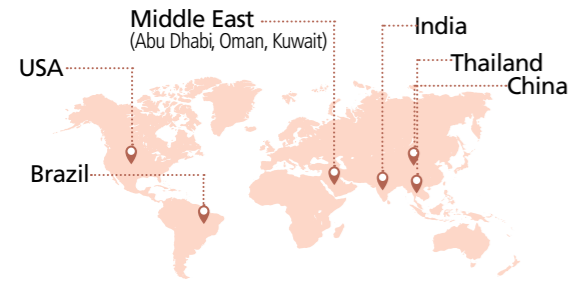 Middle East
(Abu Dhabi, Oman, Kuwait)
India
USA
Thailand
China
Brazil